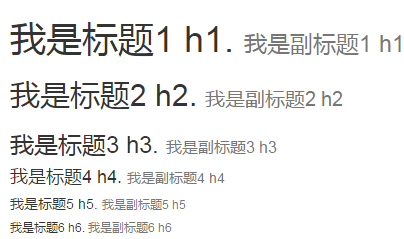 我是标题1 h1. 我是副标题1 h1
我是标题2 h2. 我是副标题2 h2
我是标题3 h3. 我是副标题3 h3
我是标题4 h4. 我是副标题4 h4
我是标题5 h5. 我是副标题5 h5
我是标题6 h6. 我是副标题6 h6